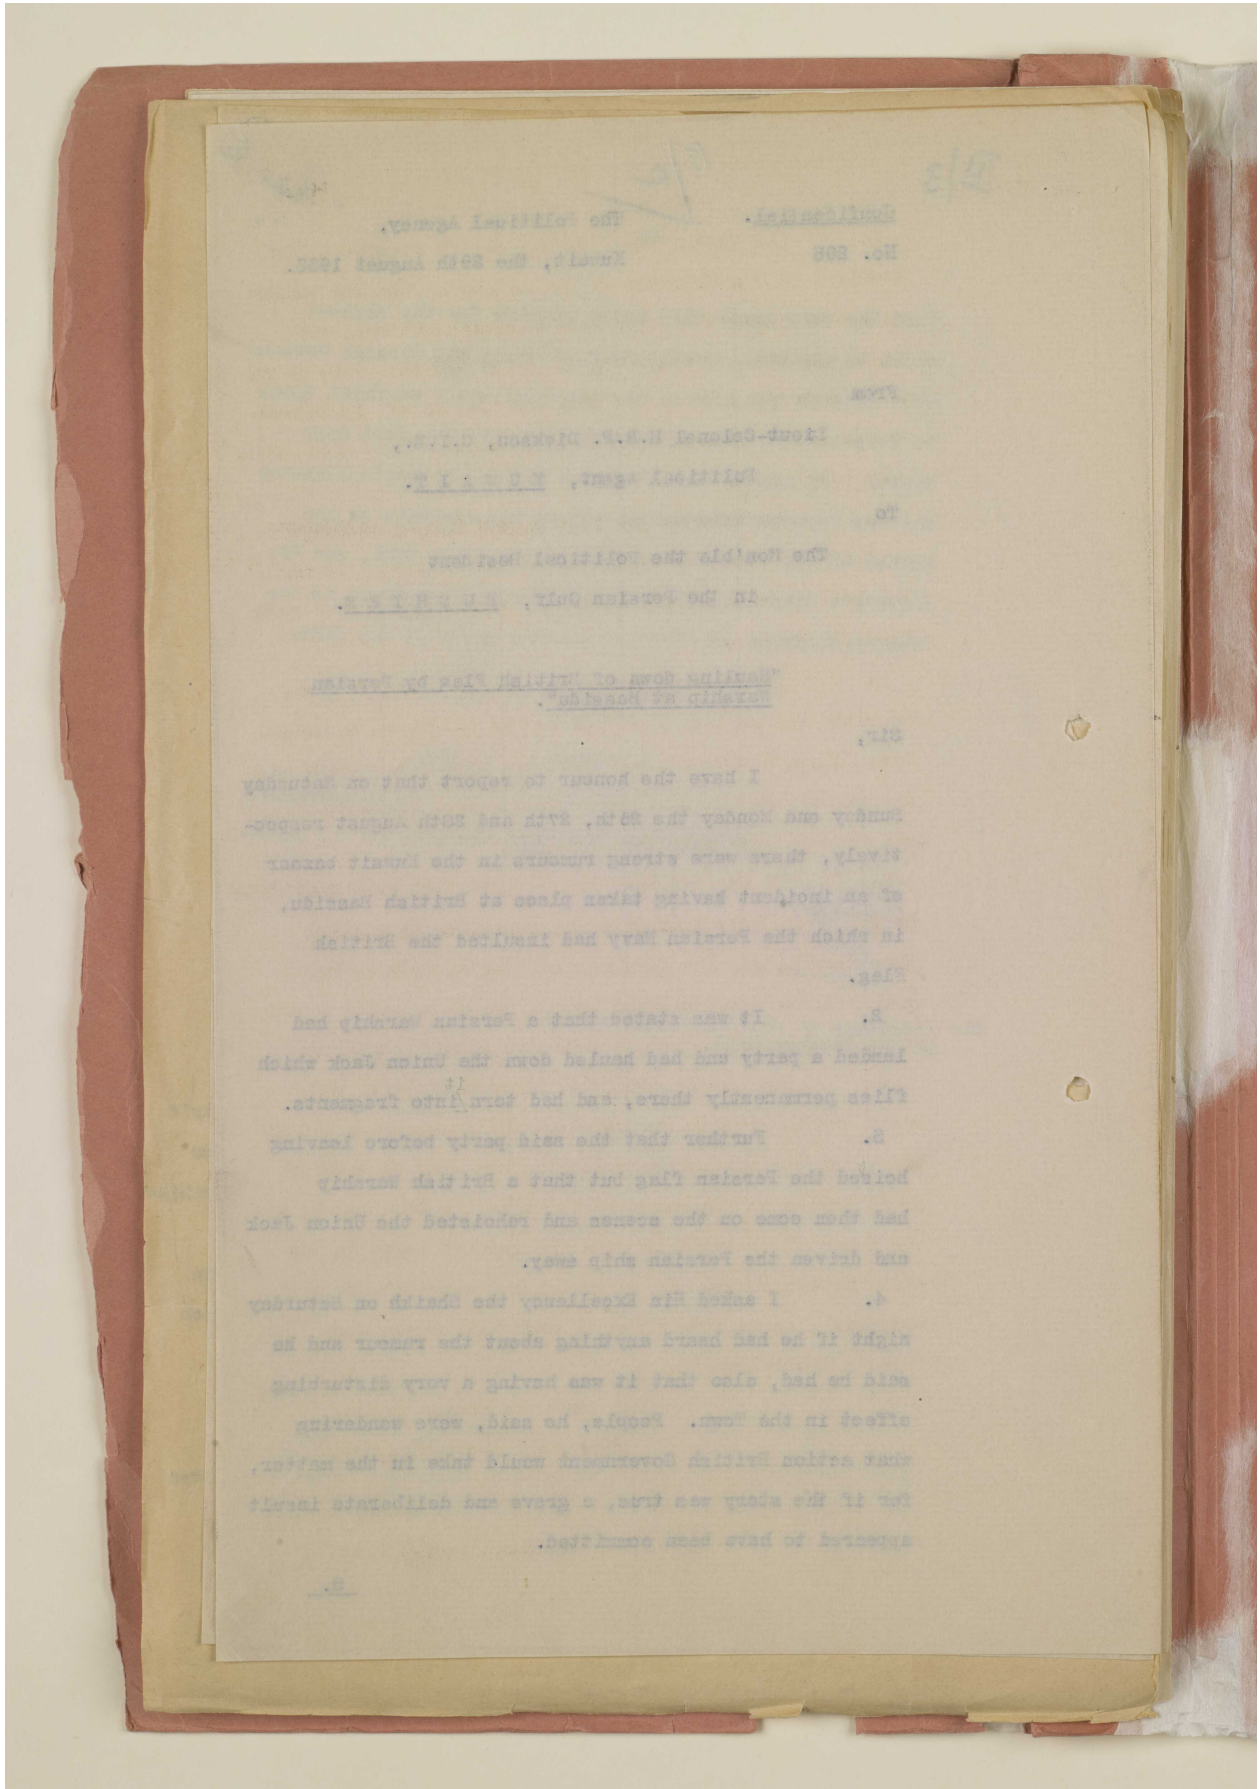 Confidential. The Political Agency,
No. 205 Kuwait, the 29th August 1933.
From
Lieut-Colonel H.R.P. Dickson, C.I.E.,
Political Agent, K U W A I T.
To
The Hon'ble the Political Resident
in the Persian Gulf, B U S H I R E.
"Hauling down of British Flag by Persian
Warship at Bassidu".
Sir,
I have the honour to report that on Saturday
Sunday and Monday the 26th, 27th and 28th August respec-
tively, there were strong rumours in the Kuwait bazaar
of an incident having taken place at British Bassidu,
in which the Persian Navy had insulted the British
Flag.
2. It was stated that a Persian Warship had
landed a party and had hauled down the Union Jack which
flies permanently there, and had torn it into fragments.
3. Further that the said party before leaving
hoised the Persian flag but that a British Warship
had then come on the scenes and rehoisted the Union Jack
and driven the Persian ship away.
4. I asked His Excellency the Shaikh on Saturday
night if he had heard anything about the rumour and he
said he had, also that it was having a very disturbing
effect in the Town. People, he said, were wondering
what action British Government would take in the matter,
for if the story was true, a grave and deliberate insult
appeared to have been committed.